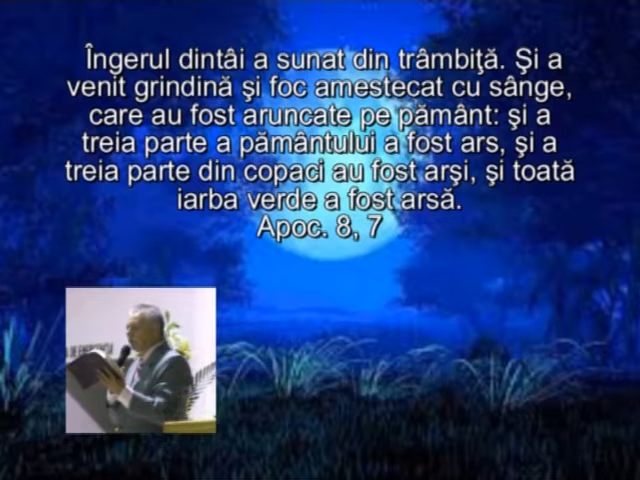 Îngerul dintâi a sunat din trâmbiţă. Şi a
venit grindină şi foc amestecat cu sânge,
care au fost aruncate pe pământ: şi a
treia parte a pământului a fost ars, şi a
treia parte din copaci au fost arşi, şi toată
iarba verde a fost arsă.
Apoc. 8, 7
DE EMERGENCIA